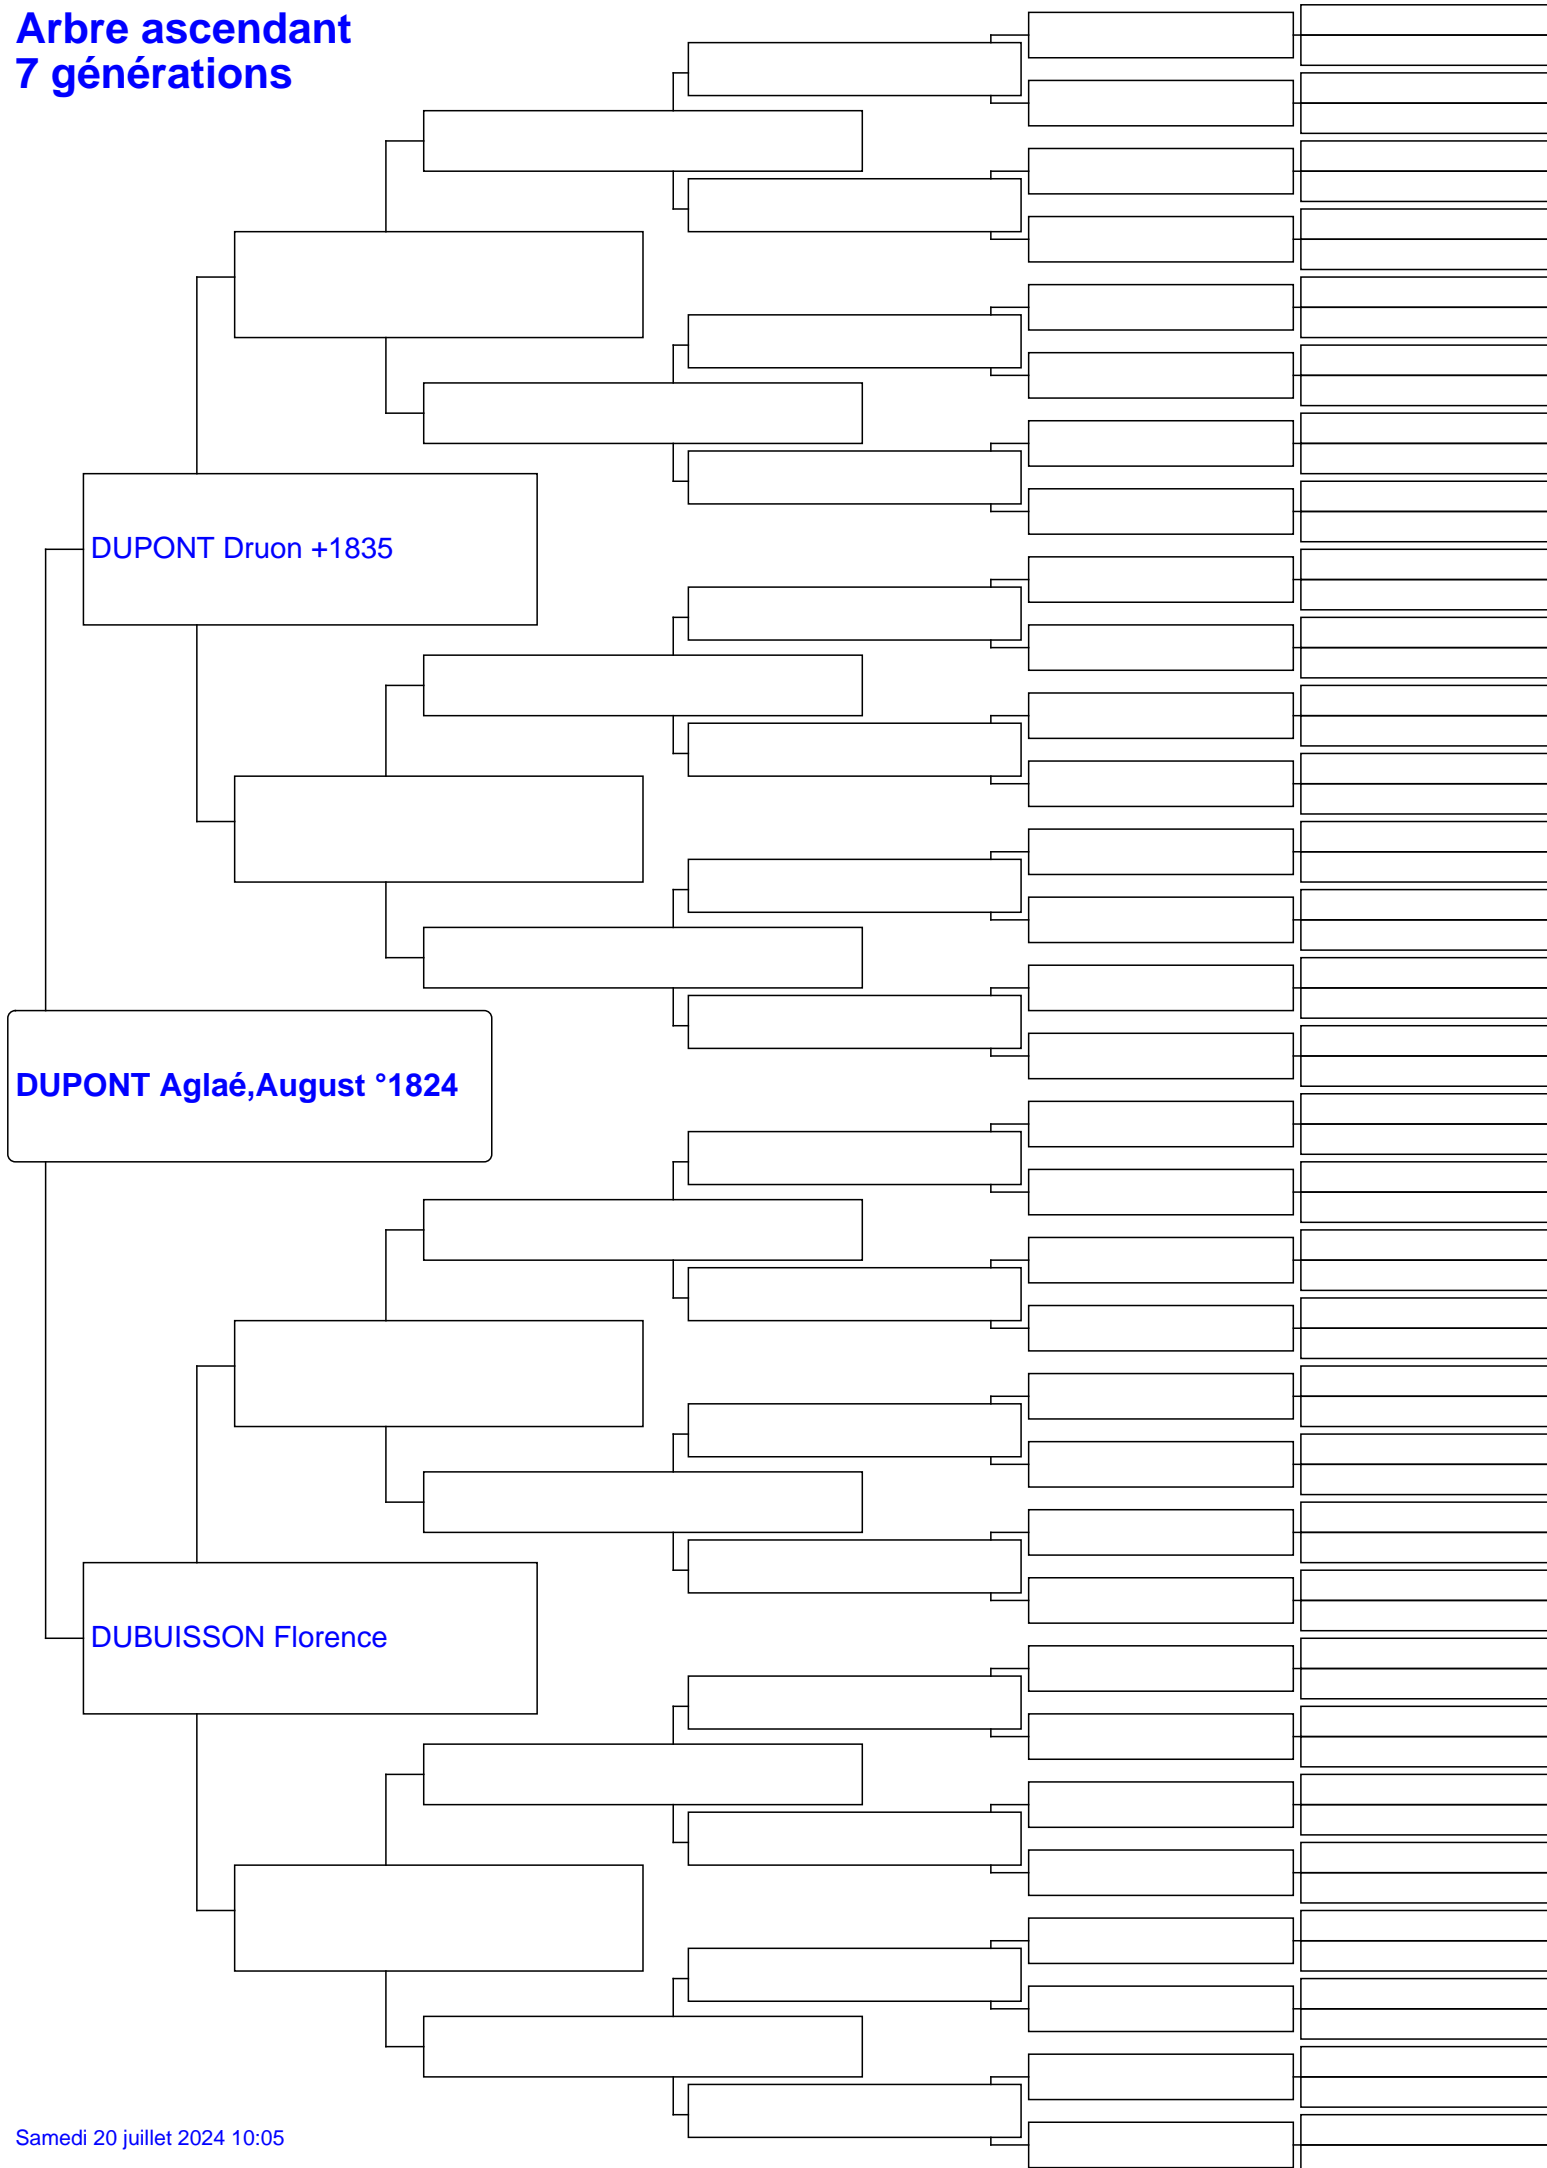 Arbre ascendant
7 générations
DUPONT Druon +1835
DUPONT Aglaé,August °1824
DUBUISSON Florence
Samedi 20 juillet 2024 10:05